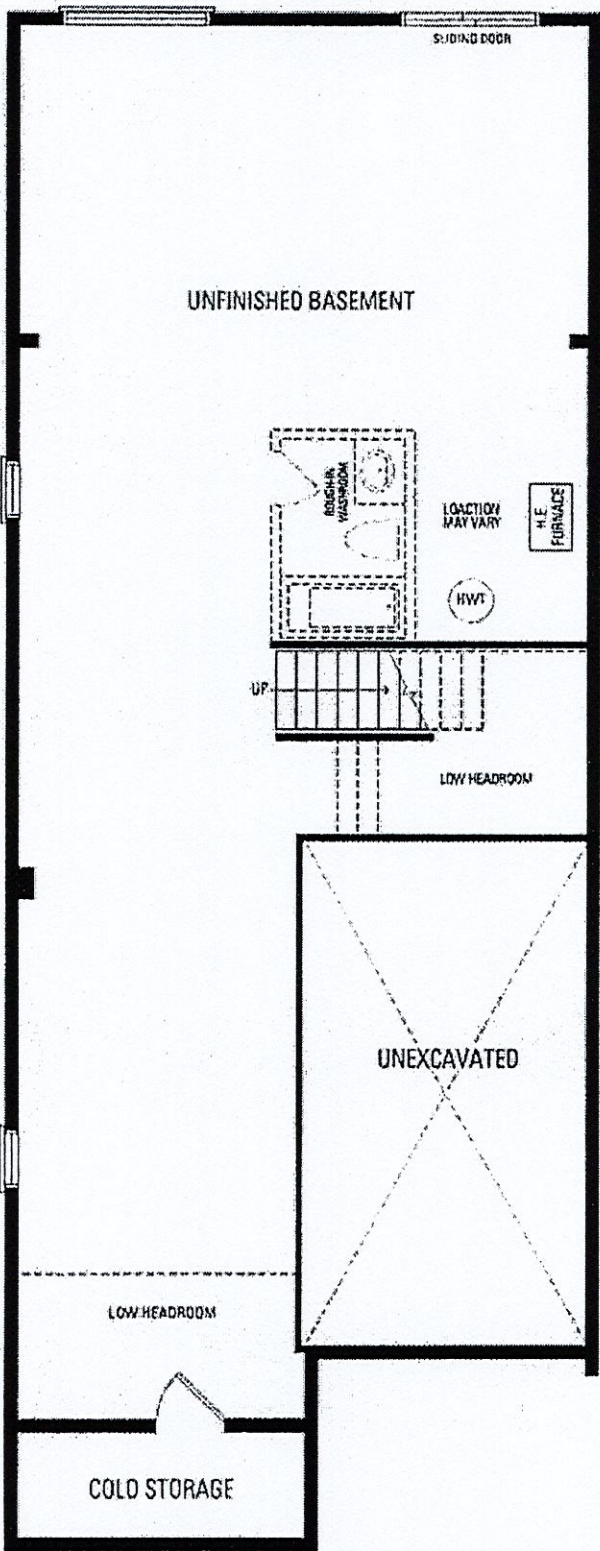 SLIDING DOOR
UNFINISHED BASEMENT
ROUGH-IN
WASHROOM
LOACTION
MAY VARY
H.E.
FURNACE
HWT
UP
LOW HEADROOM
UNEXCAVATED
LOW HEADROOM
COLD STORAGE